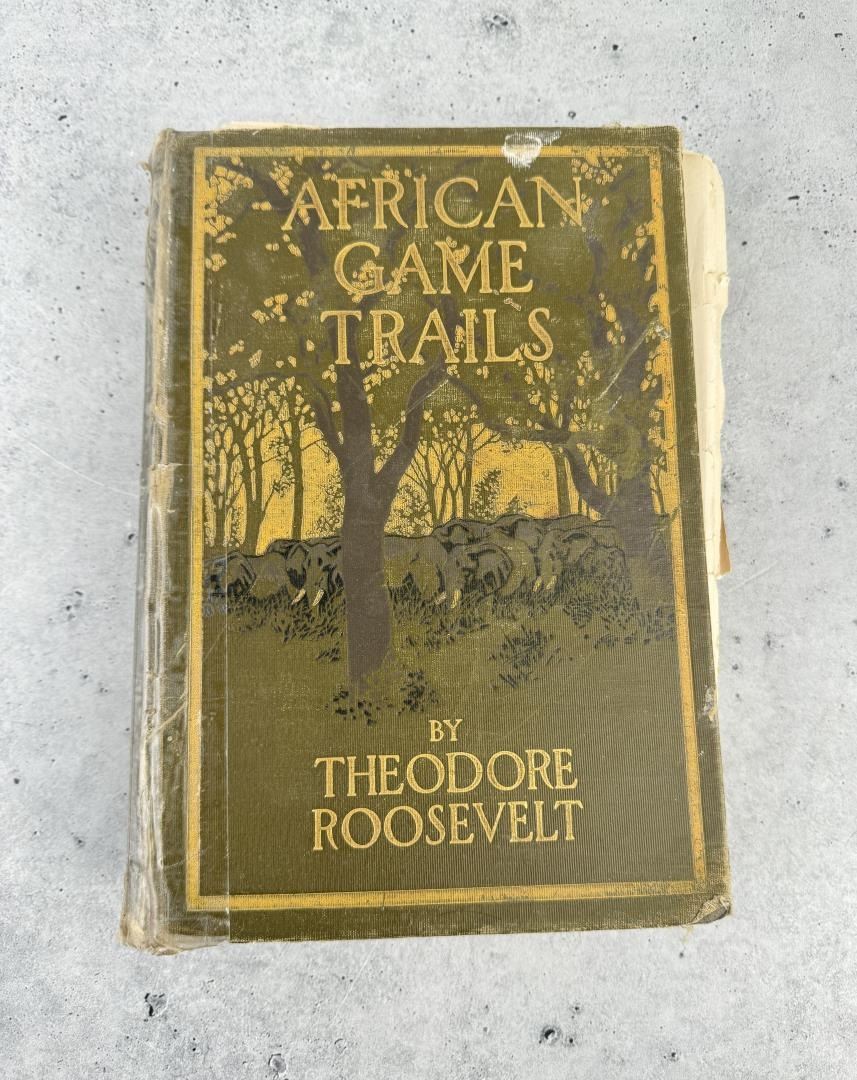 AFRICAN
GAME
TRAILS
BY
THEODORE
ROOSEVELT